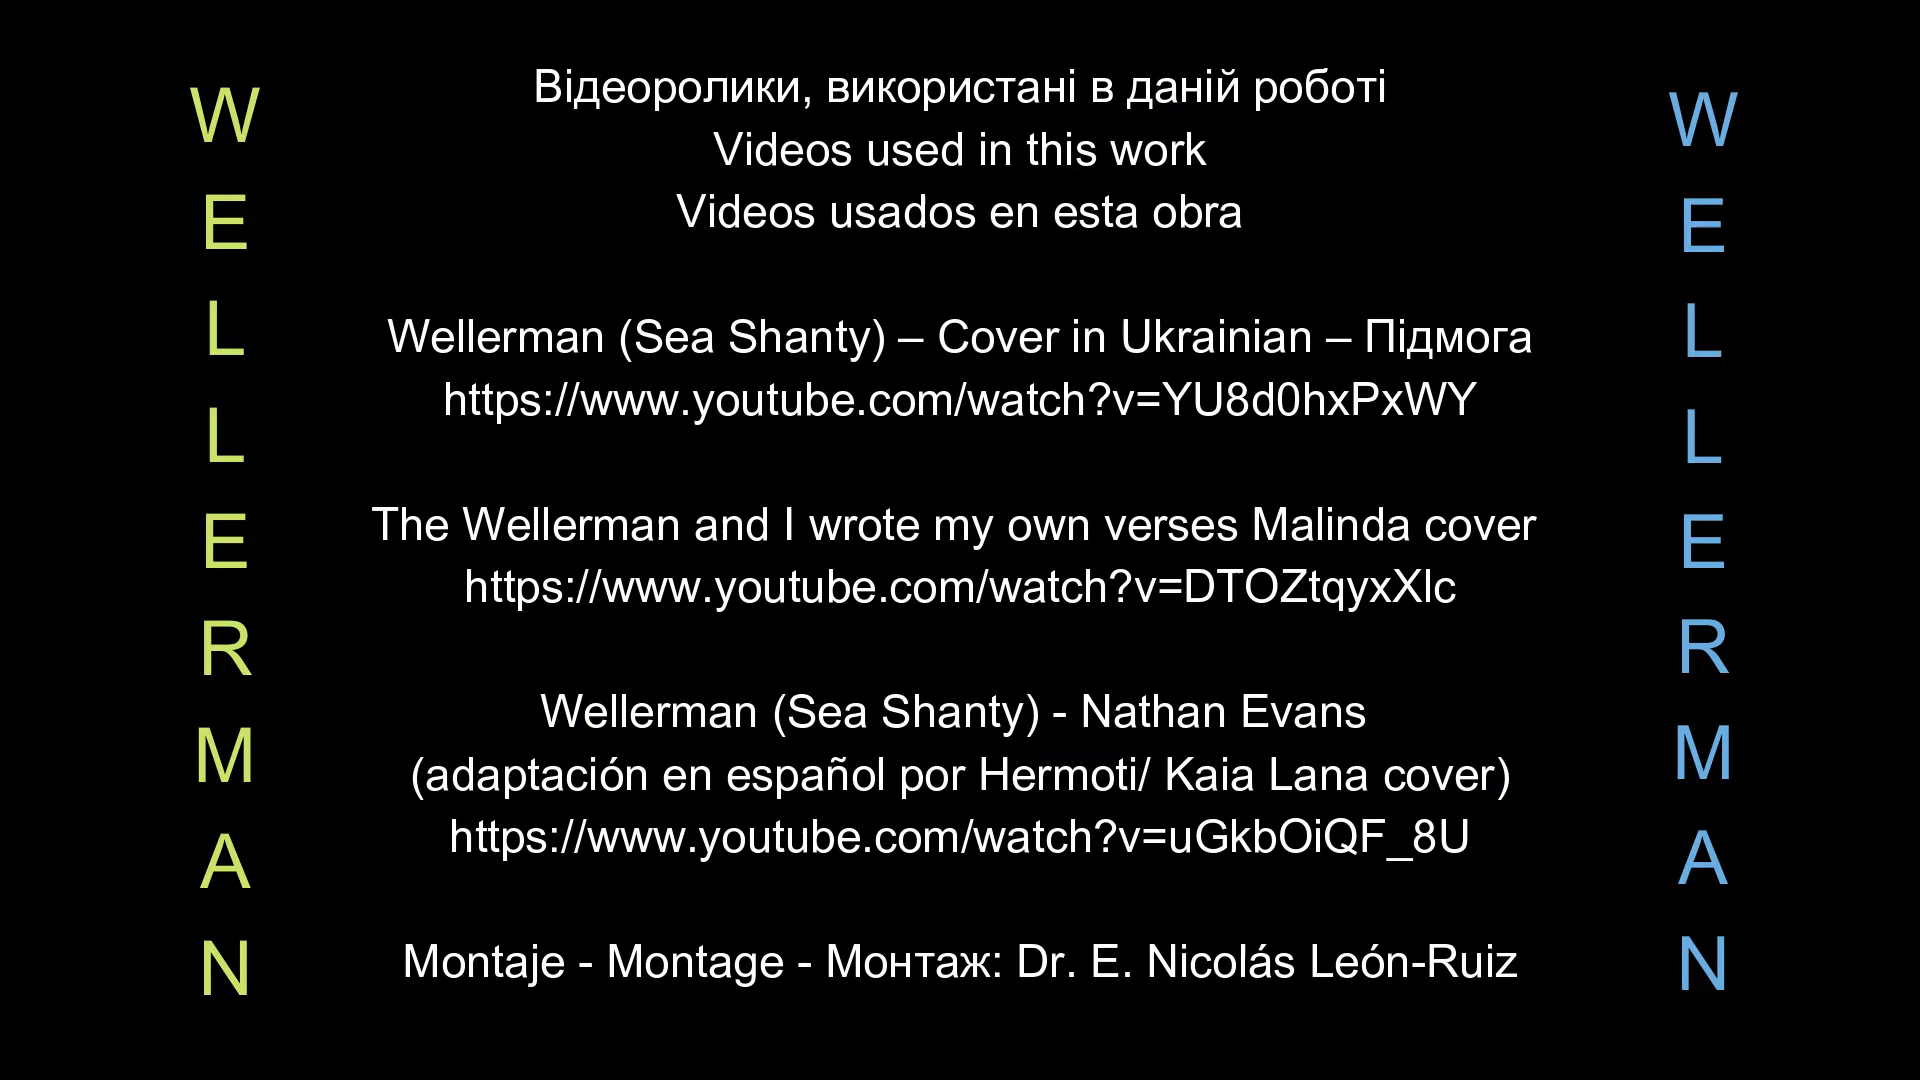 WELLERMAN
Відеоролики, використані в даній роботі
Videos used in this work
Videos usados en esta obra
Wellerman (Sea Shanty) – Cover in Ukrainian – Підмога
https://www.youtube.com/watch?v=YU8d0hxPxWY
The Wellerman and I wrote my own verses Malinda cover
https://www.youtube.com/watch?v=DTOZtqyxXlc
Wellerman (Sea Shanty) - Nathan Evans
(adaptación en español por Hermoti/ Kaia Lana cover)
https://www.youtube.com/watch?v=uGkbOiQF_8U
Montaje - Montage - Монтаж: Dr. E. Nicolás León-Ruiz
WELLERMAN